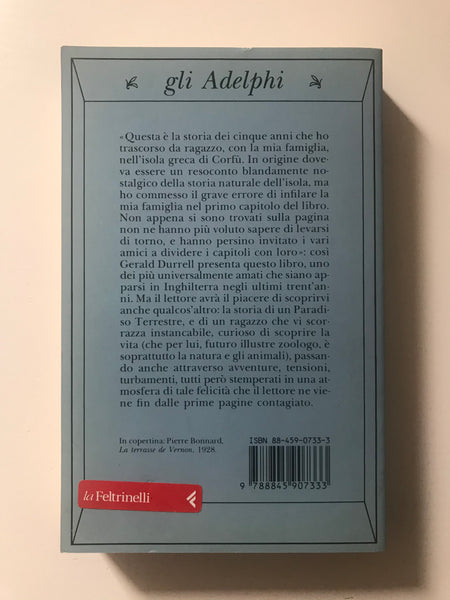 gli Adelphi
«Questa è la storia dei cinque anni che ho
trascorso da ragazzo, con la mia famiglia,
nell'isola greca di Corfù. In origine dove-
va essere un resoconto blandamente no-
stalgico della storia naturale dell'isola, ma
ho commesso il grave errore di infilare la
mia famiglia nel primo capitolo del libro.
Non appena si sono trovati sulla pagina
non ne hanno più voluto sapere di levarsi
di torno, e hanno persino invitato i vari
amici a dividere i capitoli con loro»: così
Gerald Durrell presenta questo libro, uno
dei più universalmente amati che siano ap-
parsi in Inghilterra negli ultimi trent'an-
ni. Ma il lettore avrà il piacere di scoprirvi
anche qualcos'altro: la storia di un Paradi-
so Terrestre, e di un ragazzo che vi scor-
razza instancabile, curioso di scoprire la
vita (che per lui, futuro illustre zoologo, è
soprattutto la natura e gli animali), passan-
do anche attraverso avventure, tensioni,
turbamenti, tutti però stemperati in una at-
mosfera di tale felicità che il lettore ne vie-
ne fin dalle prime pagine contagiato.
In copertina: Pierre Bonnard,
La terrasse de Vernon, 1928.
ISBN 88-459-0733-3
9 788845 907333
la Feltrinelli